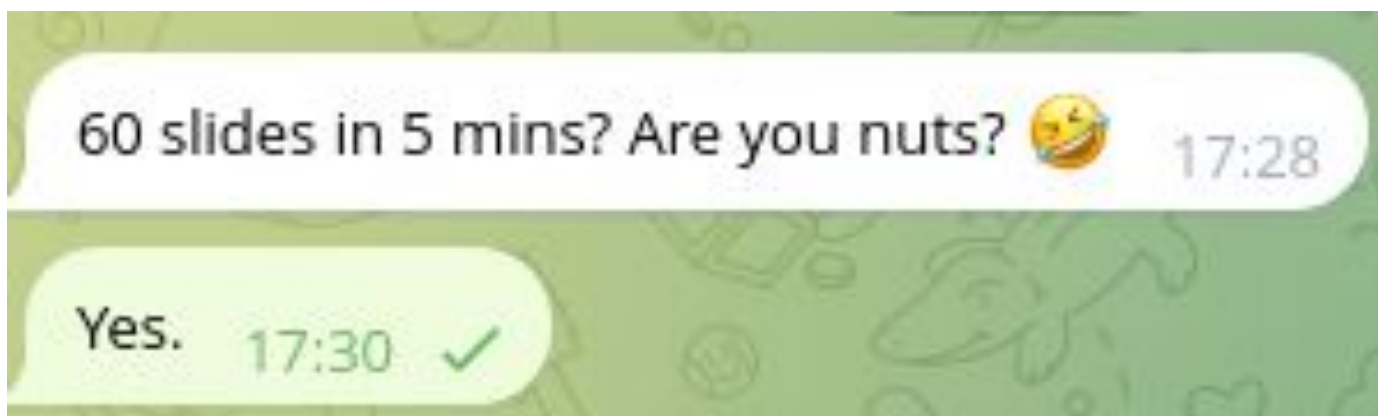 60 slides in 5 mins? Are you nuts? 🤣 17:28
Yes. 17:30 ✓